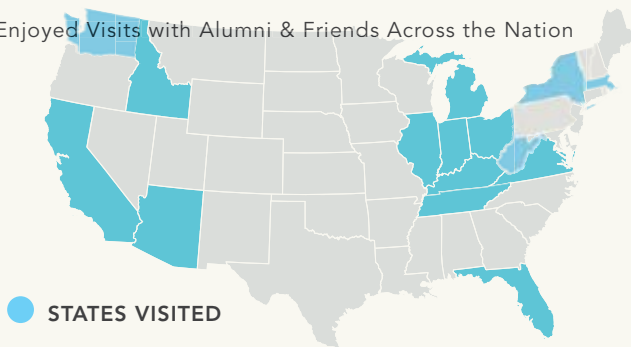 Enjoyed Visits with Alumni & Friends Across the Nation
STATES VISITED